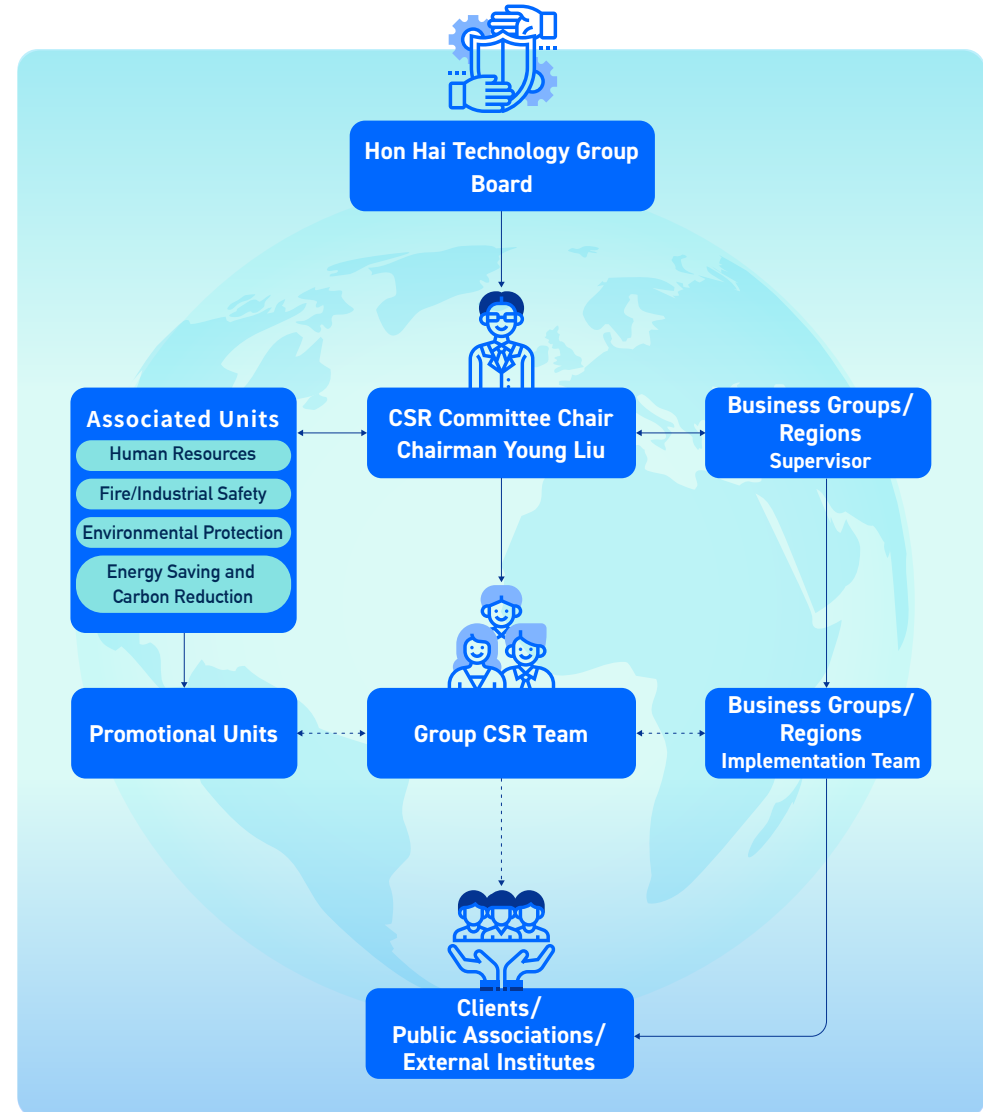 Hon Hai Technology Group
Board
Associated Units
Human Resources
Fire/Industrial Safety
Environmental Protection
Energy Saving and
Carbon Reduction
CSR Committee Chair
Chairman Young Liu
Business Groups/
Regions
Supervisor
Promotional Units
Group CSR Team
Business Groups/
Regions
Implementation Team
Clients/
Public Associations/
External Institutes